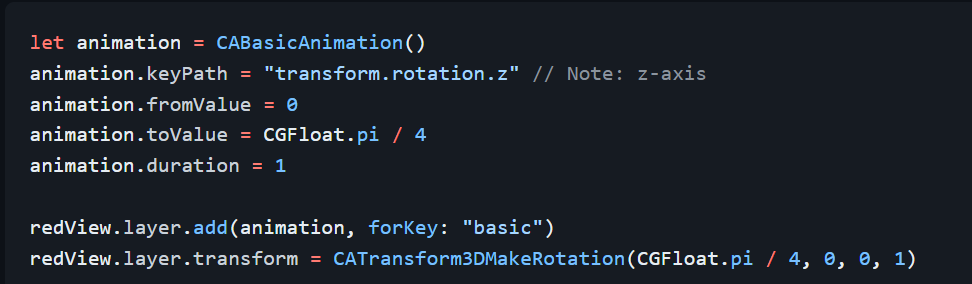 let animation = CABasicAnimation()
animation.keyPath = "transform.rotation.z" // Note: z-axis
animation.fromValue = 0
animation.toValue = CGFloat.pi / 4
animation.duration = 1

redView.layer.add(animation, forKey: "basic")
redView.layer.transform = CATransform3DMakeRotation(CGFloat.pi / 4, 0, 0, 1)